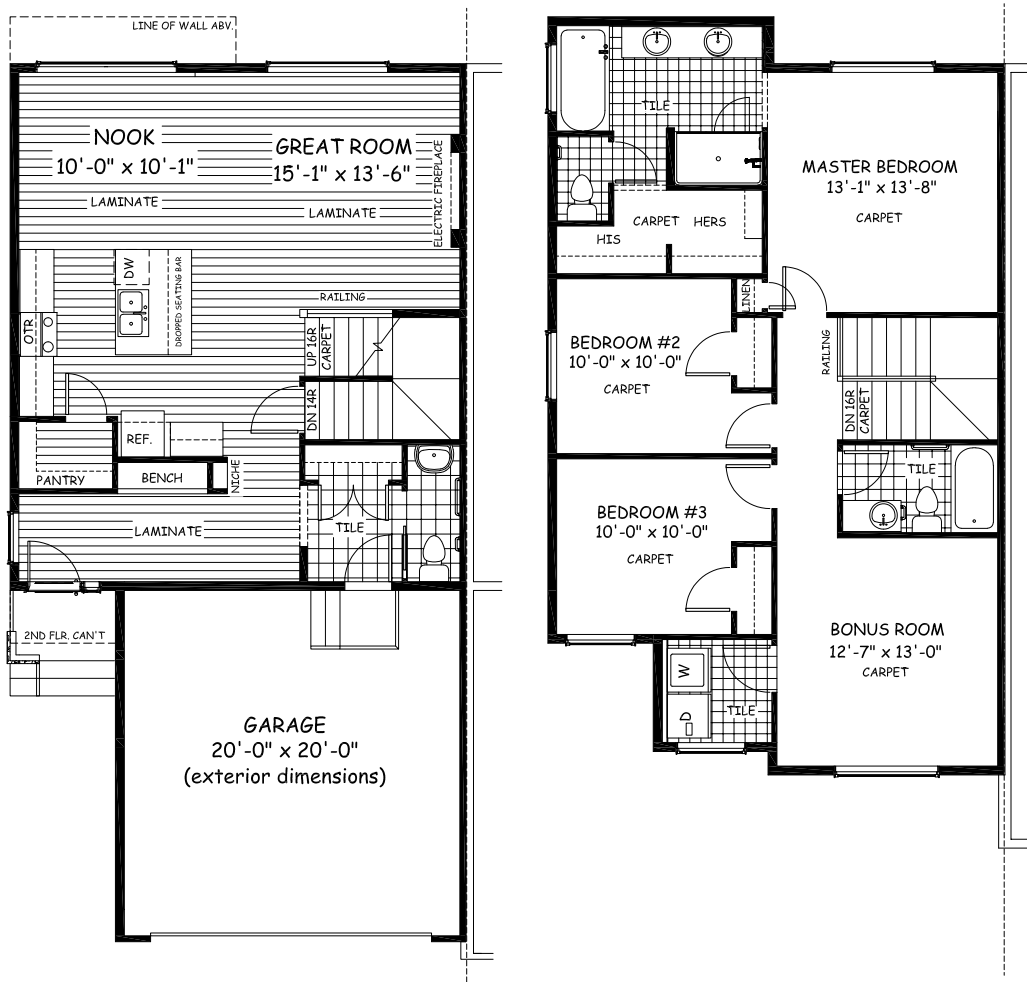 LINE OF WALL ABV.
NOOK
10'-0" x 10'-1"
LAMINATE
GREAT ROOM
15'-1" x 13'-6"
LAMINATE
ELECTRIC FIREPLACE
DW
DROPPED SEATING BAR
OTR
RAILING
UP 16R
CARPET
DN 14R
REF.
PANTRY
BENCH
NICHE
LAMINATE
TILE
2ND FLR. CAN'T
GARAGE
20'-0" x 20'-0"
(exterior dimensions)
TILE
MASTER BEDROOM
13'-1" x 13'-8"
CARPET
CARPET
HERS
HIS
LINEN
BEDROOM #2
10'-0" x 10'-0"
CARPET
RAILING
DN 16R
CARPET
TILE
BEDROOM #3
10'-0" x 10'-0"
CARPET
BONUS ROOM
12'-7" x 13'-0"
CARPET
W
D
TILE